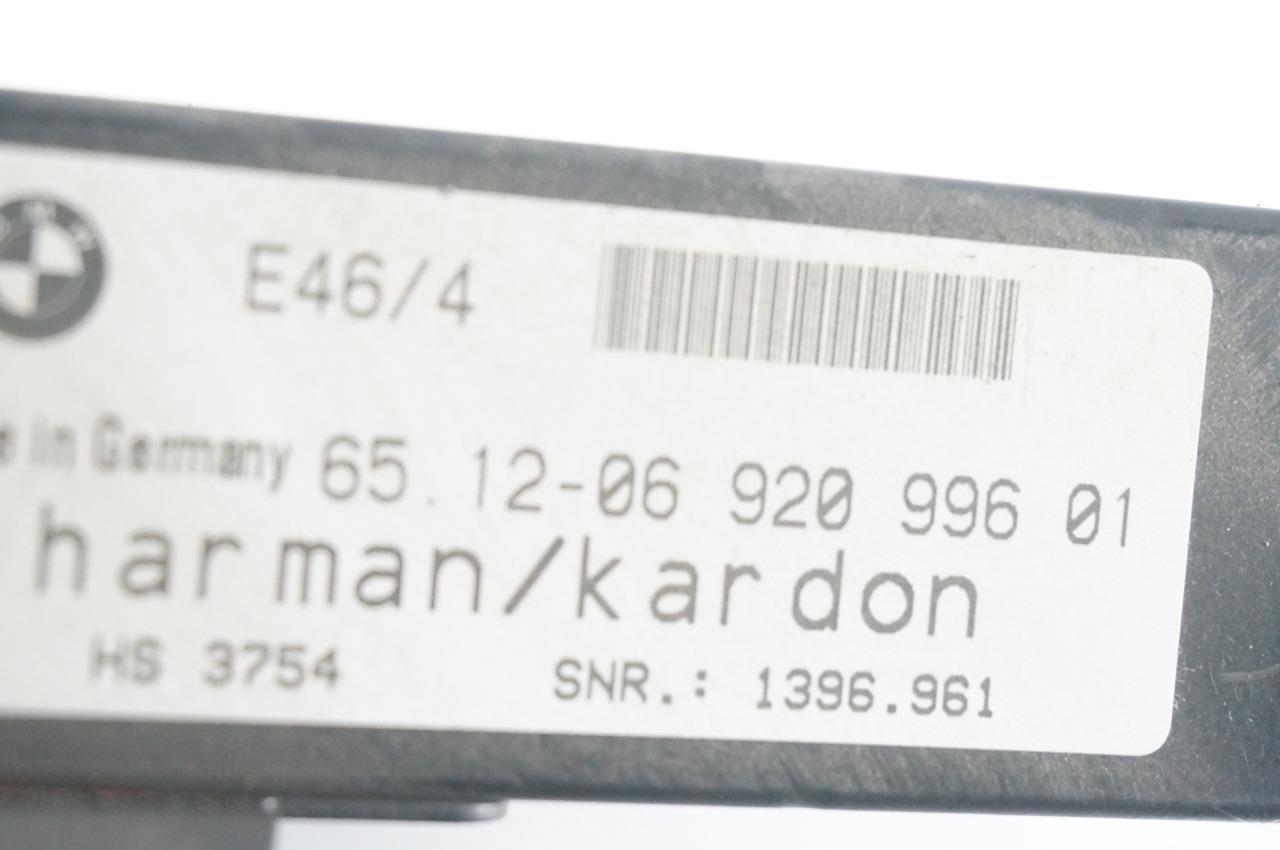 E46/4
e in Germany 65.12-06 920 996 01
harman/kardon
HS 3754 SNR.: 1396.961